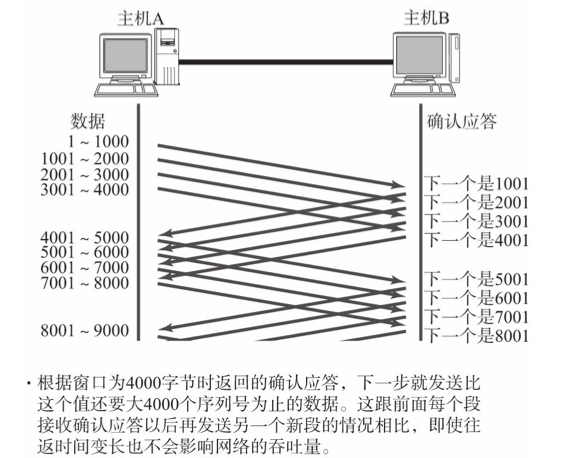 主机A
主机B
数据
确认应答
1～1000
1001～2000
2001～3000
3001～4000
下一个是1001
下一个是2001
下一个是3001
下一个是4001
4001～5000
5001～6000
6001～7000
7001～8000
下一个是5001
下一个是6001
下一个是7001
下一个是8001
8001～9000
·根据窗口为4000字节时返回的确认应答，下一步就发送比
这个值还要大4000个序列号为止的数据。这跟前面每个段
接收确认应答以后再发送另一个新段的情况相比，即使往
返时间变长也不会影响网络的吞吐量。